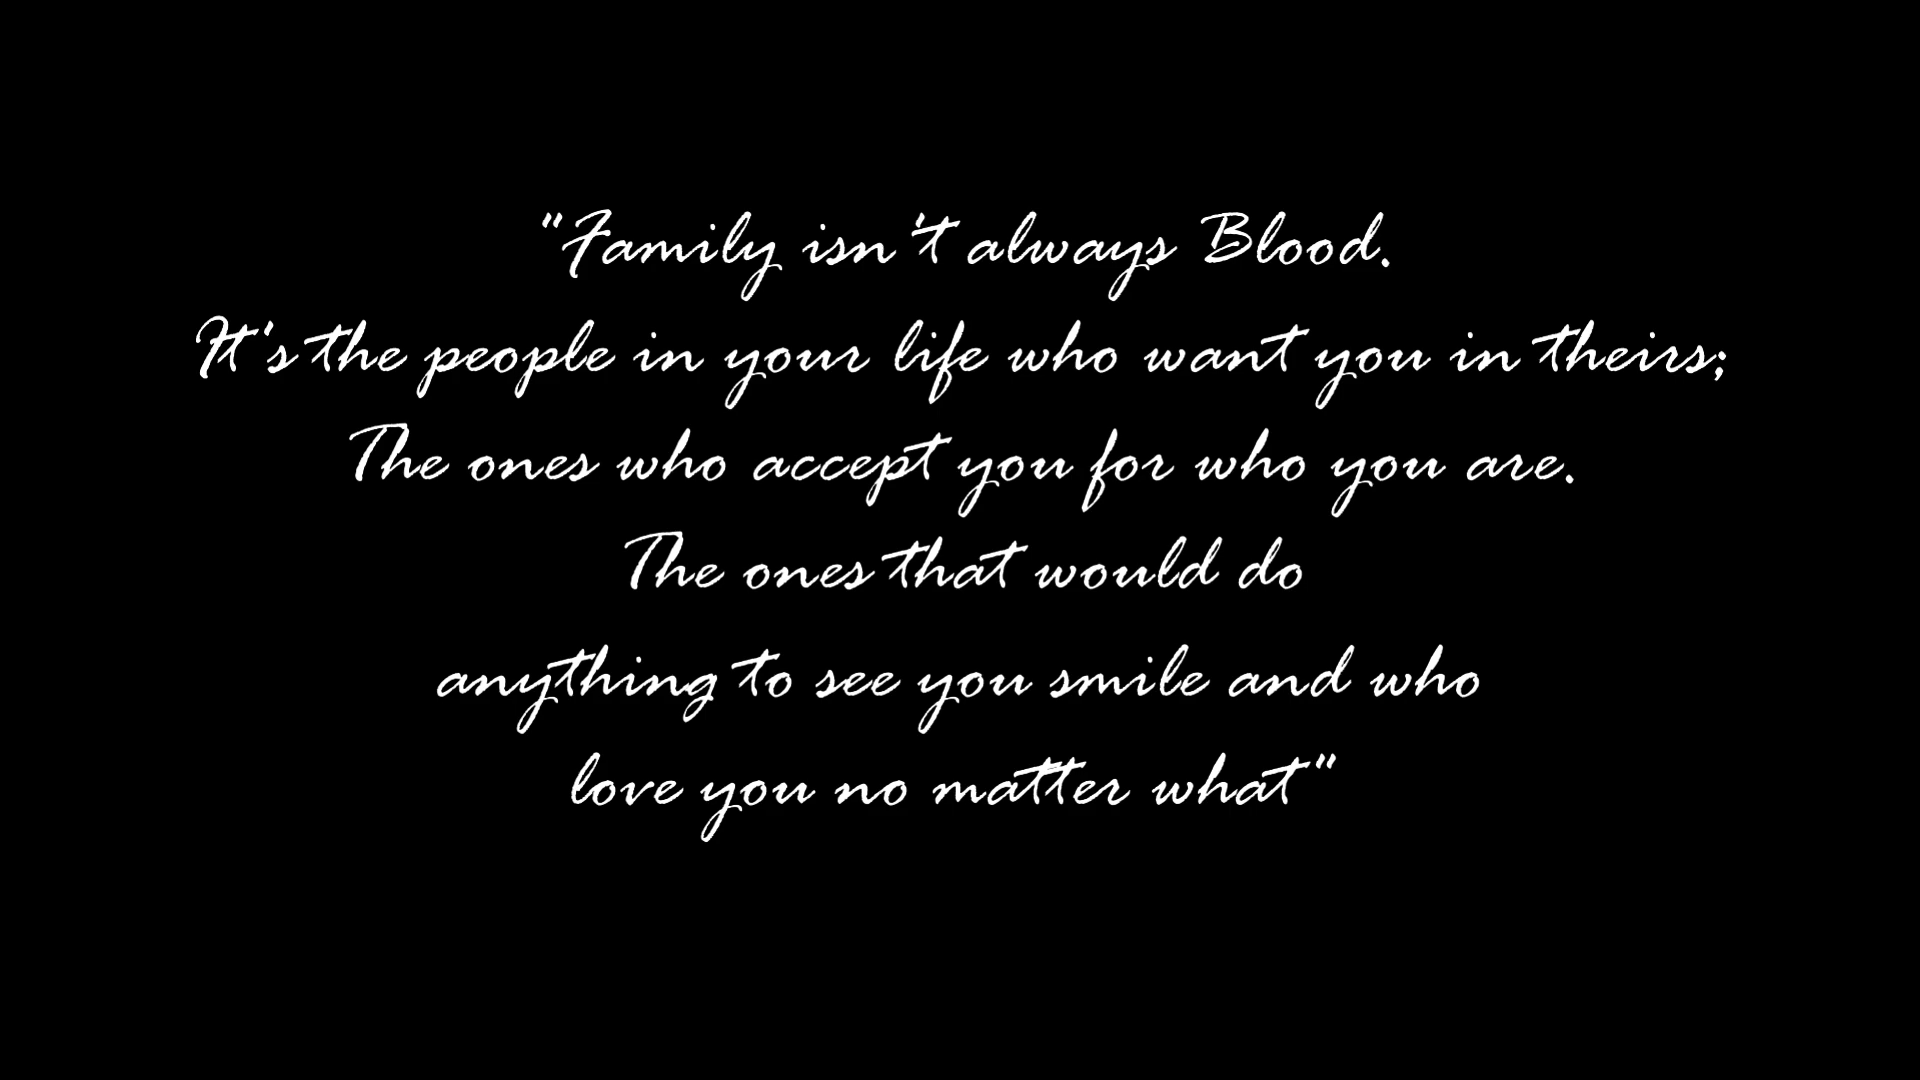 "Family isn't always Blood.
It's the people in your life who want you in theirs;
The ones who accept you for who you are.
The ones that would do
anything to see you smile and who
love you no matter what"